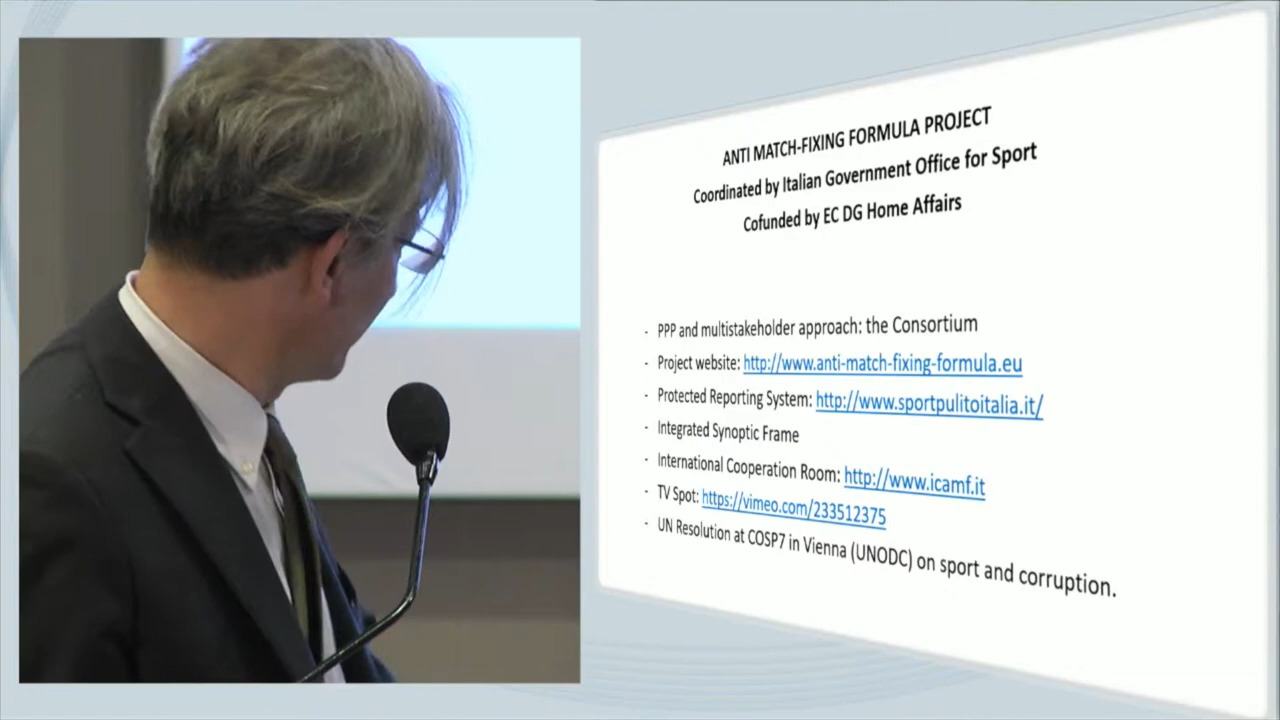 ANTI MATCH-FIXING FORMULA PROJECT
Coordinated by Italian Government Office for Sport
Cofunded by EC DG Home Affairs
- PPP and multistakeholder approach: the Consortium
- Project website: http://www.anti-match-fixing-formula.eu
- Protected Reporting System: http://www.sportpulitoitalia.it/
- Integrated Synoptic Frame
- International Cooperation Room: http://www.icamf.it
- TV Spot: https://vimeo.com/233512375
- UN Resolution at COSP7 in Vienna (UNODC) on sport and corruption.